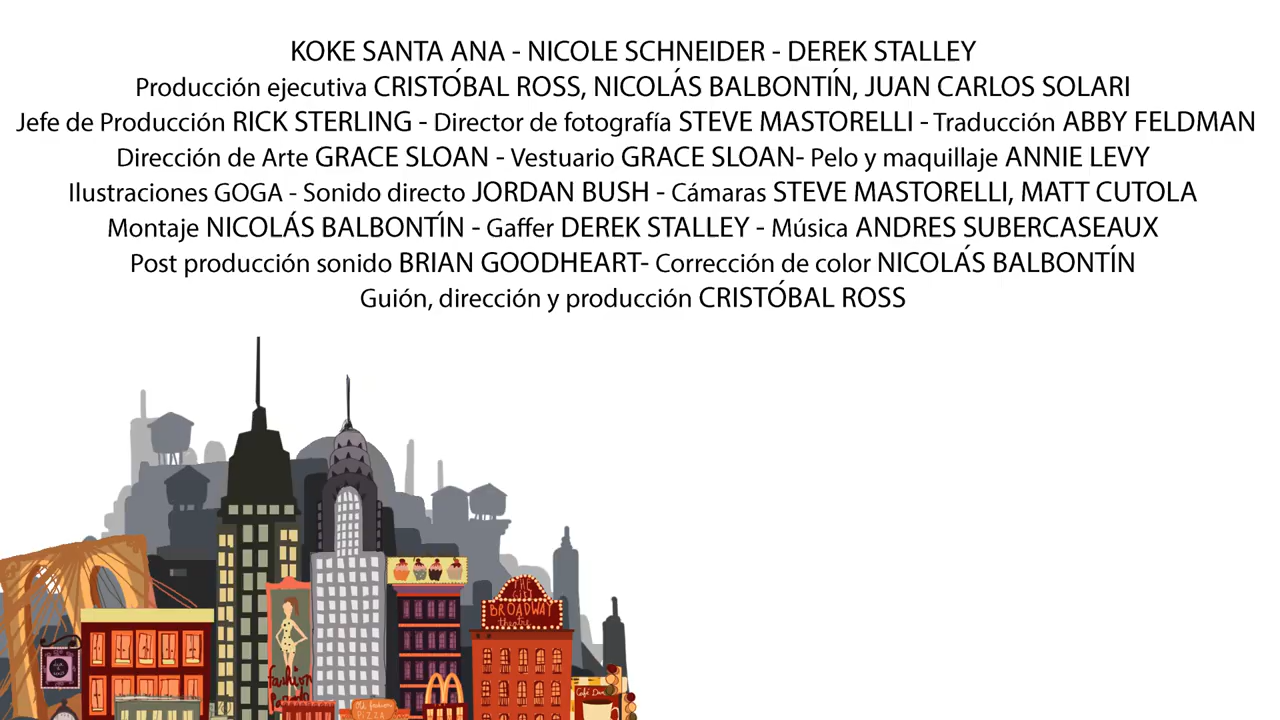 KOKE SANTA ANA - NICOLE SCHNEIDER - DEREK STALLEY
Producción ejecutiva CRISTÓBAL ROSS, NICOLÁS BALBONTÍN, JUAN CARLOS SOLARI
Jefe de Producción RICK STERLING - Director de fotografía STEVE MASTORELLI - Traducción ABBY FELDMAN
Dirección de Arte GRACE SLOAN - Vestuario GRACE SLOAN- Pelo y maquillaje ANNIE LEVY
Ilustraciones GOGA - Sonido directo JORDAN BUSH - Cámaras STEVE MASTORELLI, MATT CUTOLA
Montaje NICOLÁS BALBONTÍN - Gaffer DEREK STALLEY - Música ANDRES SUBERCASEAUX
Post producción sonido BRIAN GOODHEART- Corrección de color NICOLÁS BALBONTÍN
Guión, dirección y producción CRISTÓBAL ROSS
THE
BROADWAY
theatre
fashion
Café
PIZZA